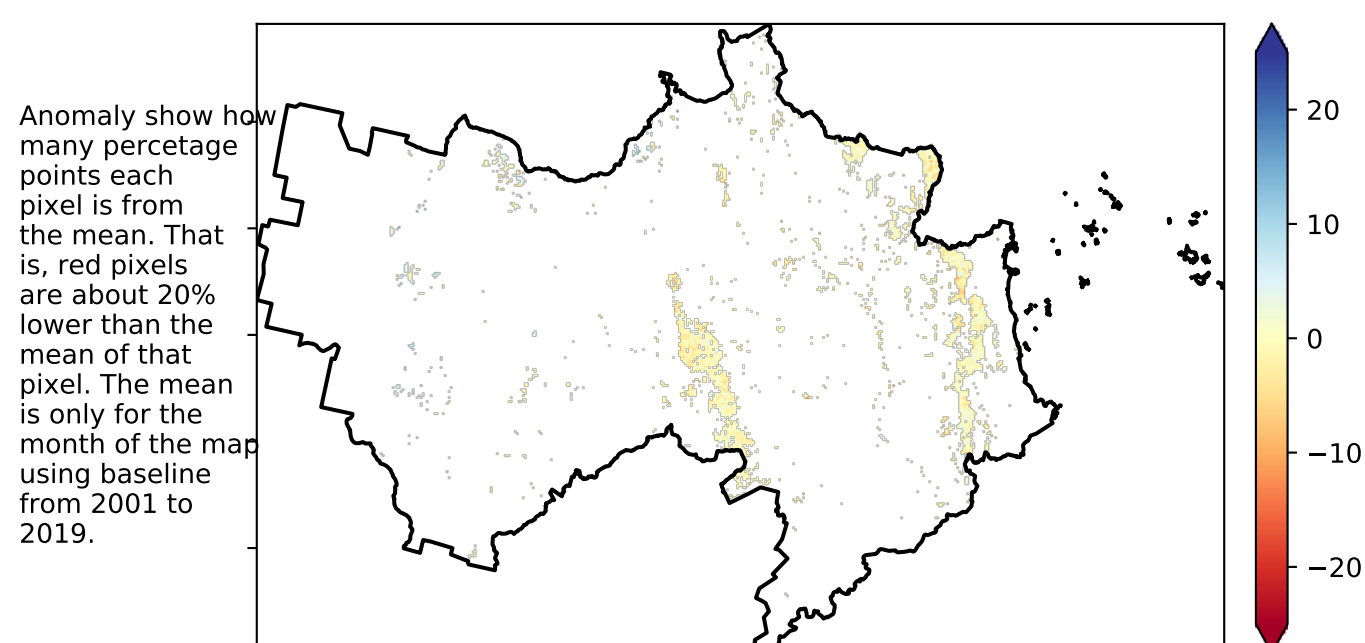 Anomaly show how
many percetage
points each
pixel is from
the mean. That
is, red pixels
are about 20%
lower than the
mean of that
pixel. The mean
is only for the
month of the map
using baseline
from 2001 to
2019.
20
10
0
−10
−20